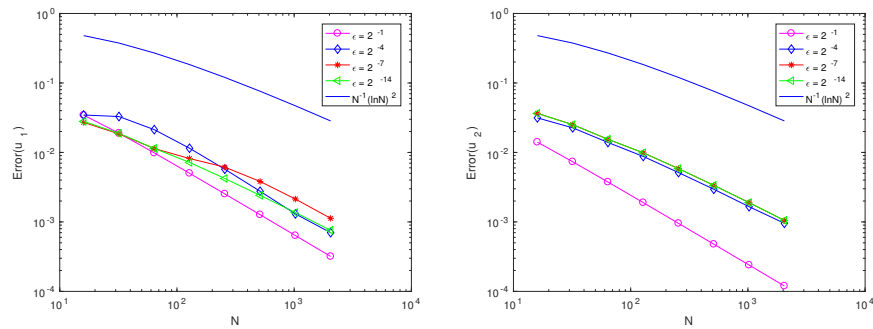 10^0
10^-1
10^-2
10^-3
10^-4
10^1
10^2
10^3
10^4
N
Error(u_1)
ϵ = 2^-1
ϵ = 2^-4
ϵ = 2^-7
ϵ = 2^-14
N^-1(lnN)^2
10^0
10^-1
10^-2
10^-3
10^-4
10^1
10^2
10^3
10^4
N
Error(u_2)
ϵ = 2^-1
ϵ = 2^-4
ϵ = 2^-7
ϵ = 2^-14
N^-1(lnN)^2